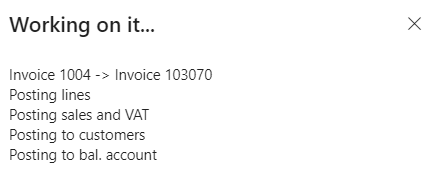 Working on it...
Invoice 1004 -> Invoice 103070
Posting lines
Posting sales and VAT
Posting to customers
Posting to bal. account